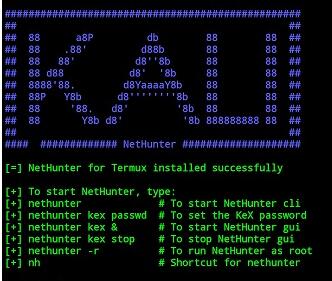 ##################################################
##                                              ##
##  88      a8P         db        88        88  ##
##  88    .88'         d88b       88        88  ##
##  88   88'          d8''8b      88        88  ##
##  88 d88           d8'  '8b     88        88  ##
##  8888'88.        d8YaaaaY8b    88        88  ##
##  88P   Y8b      d8''''''''8b   88        88  ##
##  88     '88.   d8'        '8b  88        88  ##
##  88       Y8b d8'          '8b 888888888 88  ##
##                                              ##
####  ############# NetHunter ####################
[=] NetHunter for Termux installed successfully
[+] To start NetHunter, type:
[+] nethunter             # To start NetHunter cli
[+] nethunter kex passwd  # To set the KeX password
[+] nethunter kex &       # To start NetHunter gui
[+] nethunter kex stop    # To stop NetHunter gui
[+] nethunter -r          # To run NetHunter as root
[+] nh                    # Shortcut for nethunter